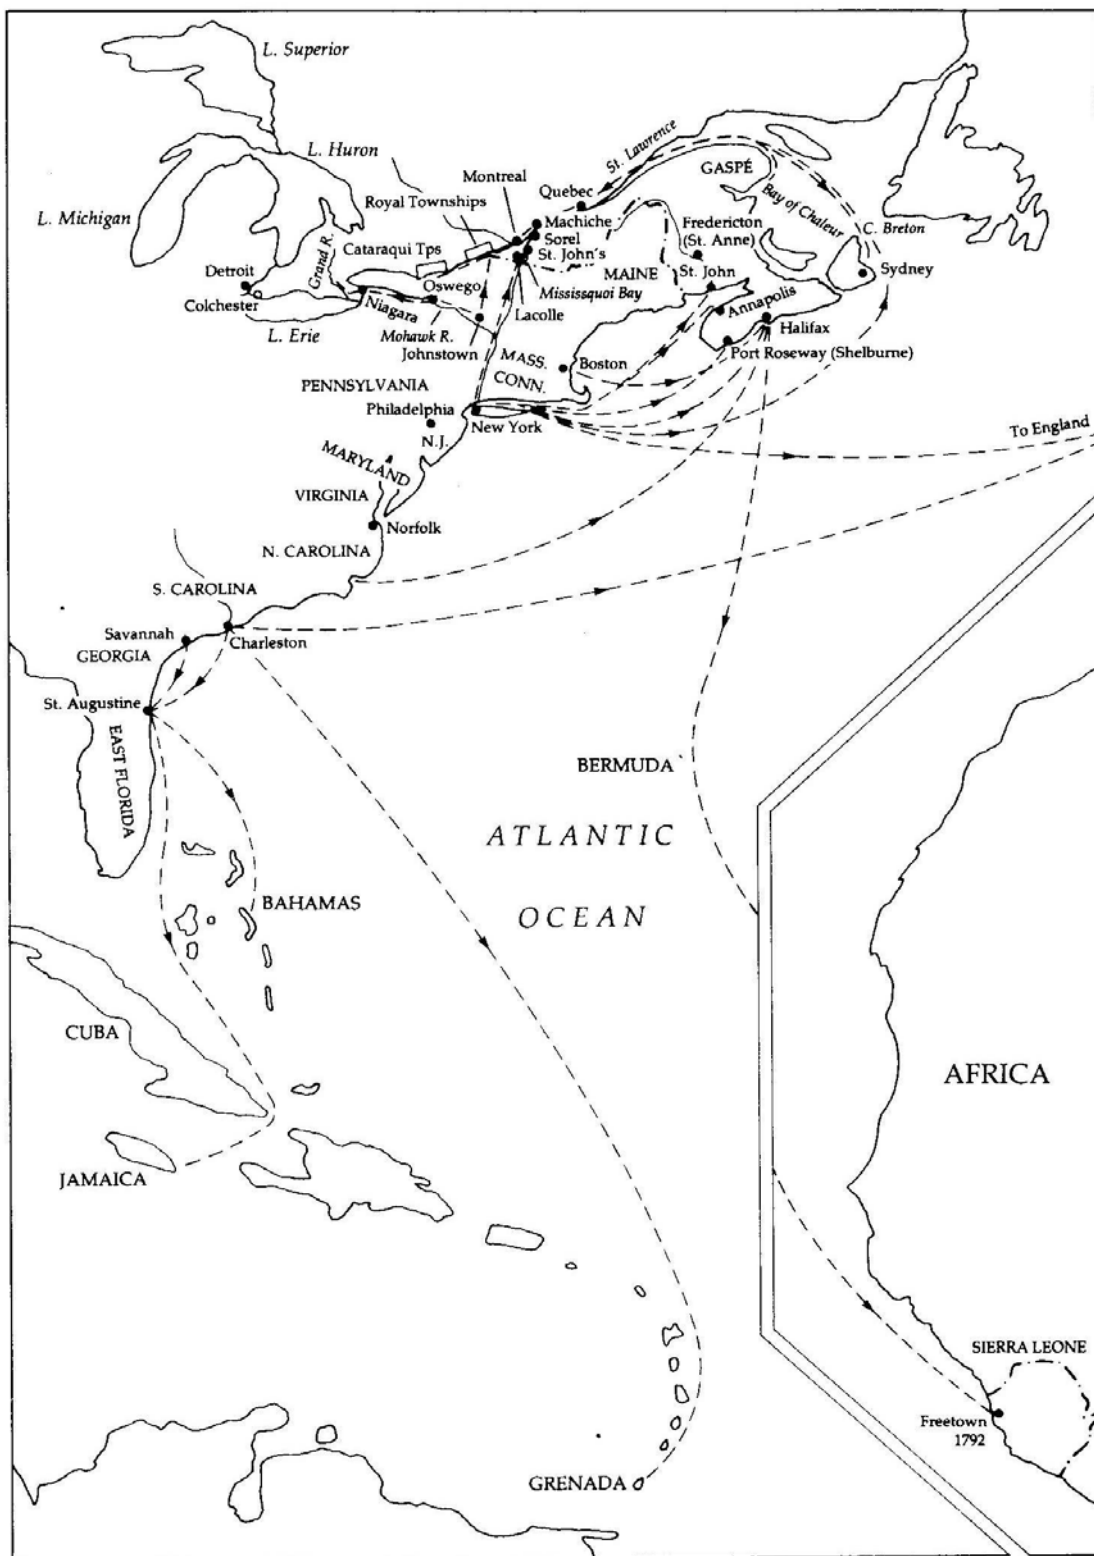 L. Superior
L. Huron
L. Michigan
Montreal
Royal Townships
Cataraqui Tps
Grand R.
Detroit
Colchester
L. Erie
Niagara
Oswego
Mohawk R.
Johnstown
St. Lawrence
Quebec
Machiche
Sorel
St. John's
Mississquoi Bay
Lacolle
GASPÉ
Bay of Chaleur
Fredericton
(St. Anne)
C. Breton
MAINE
St. John
Sydney
Annapolis
Halifax
Port Roseway (Shelburne)
MASS.
CONN.
Boston
PENNSYLVANIA
Philadelphia
N.J.
New York
To England
MARYLAND
VIRGINIA
Norfolk
N. CAROLINA
S. CAROLINA
Savannah
GEORGIA
Charleston
St. Augustine
EAST FLORIDA
BERMUDA
ATLANTIC
OCEAN
BAHAMAS
CUBA
JAMAICA
AFRICA
SIERRA LEONE
Freetown
1792
GRENADA